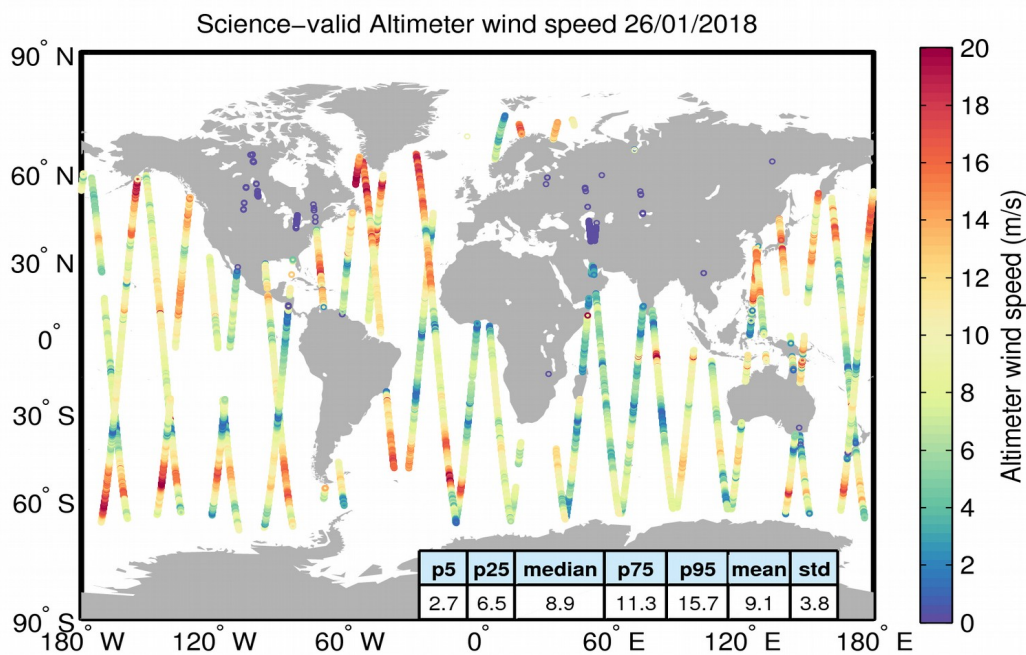 Science−valid Altimeter wind speed 26/01/2018
90° N
60° N
30° N
0°
30° S
60° S
90° S
180° W
120° W
60° W
0°
60° E
120° E
180° E
p5 p25 median p75 p95 mean std
2.7 6.5 8.9 11.3 15.7 9.1 3.8
20
18
16
14
12
10
8
6
4
2
0
Altimeter wind speed (m/s)